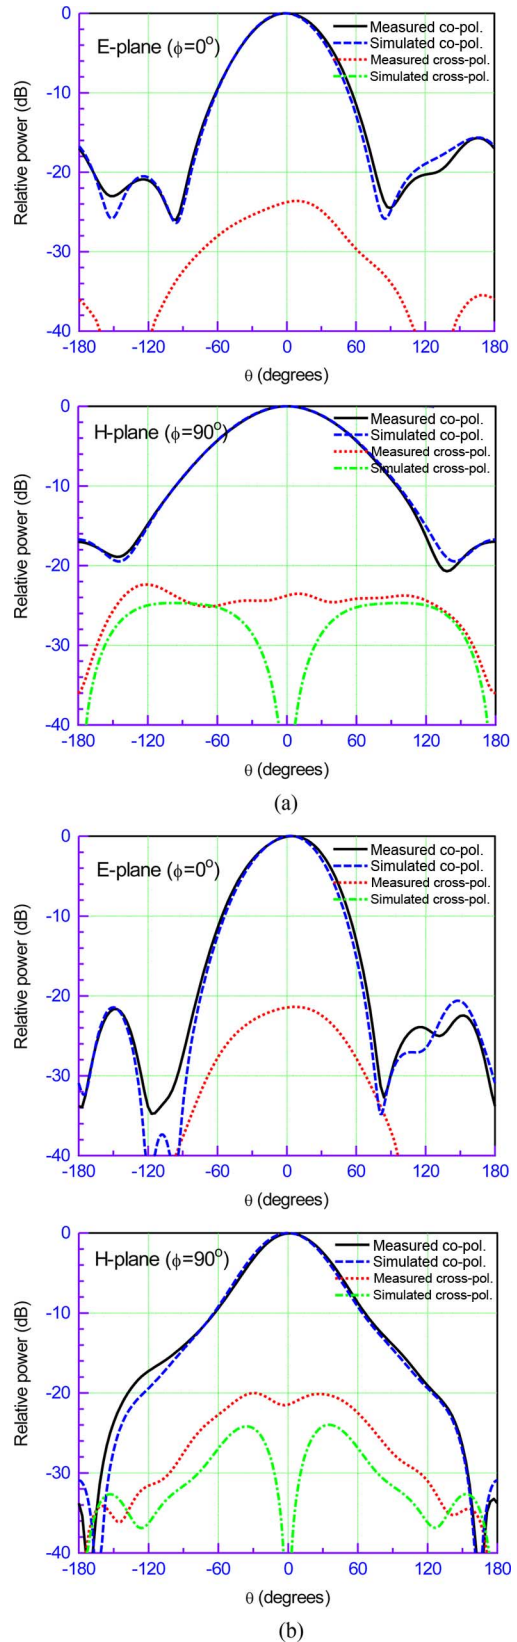 0
-10
-20
-30
-40
Relative power (dB)
E-plane (ϕ=0°)
Measured co-pol.
Simulated co-pol.
Measured cross-pol.
Simulated cross-pol.
-180 -120 -60 0 60 120 180
θ (degrees)
0
-10
-20
-30
-40
Relative power (dB)
H-plane (ϕ=90°)
Measured co-pol.
Simulated co-pol.
Measured cross-pol.
Simulated cross-pol.
-180 -120 -60 0 60 120 180
θ (degrees)
(a)
0
-10
-20
-30
-40
Relative power (dB)
E-plane (ϕ=0°)
Measured co-pol.
Simulated co-pol.
Measured cross-pol.
Simulated cross-pol.
-180 -120 -60 0 60 120 180
θ (degrees)
0
-10
-20
-30
-40
Relative power (dB)
H-plane (ϕ=90°)
Measured co-pol.
Simulated co-pol.
Measured cross-pol.
Simulated cross-pol.
-180 -120 -60 0 60 120 180
θ (degrees)
(b)